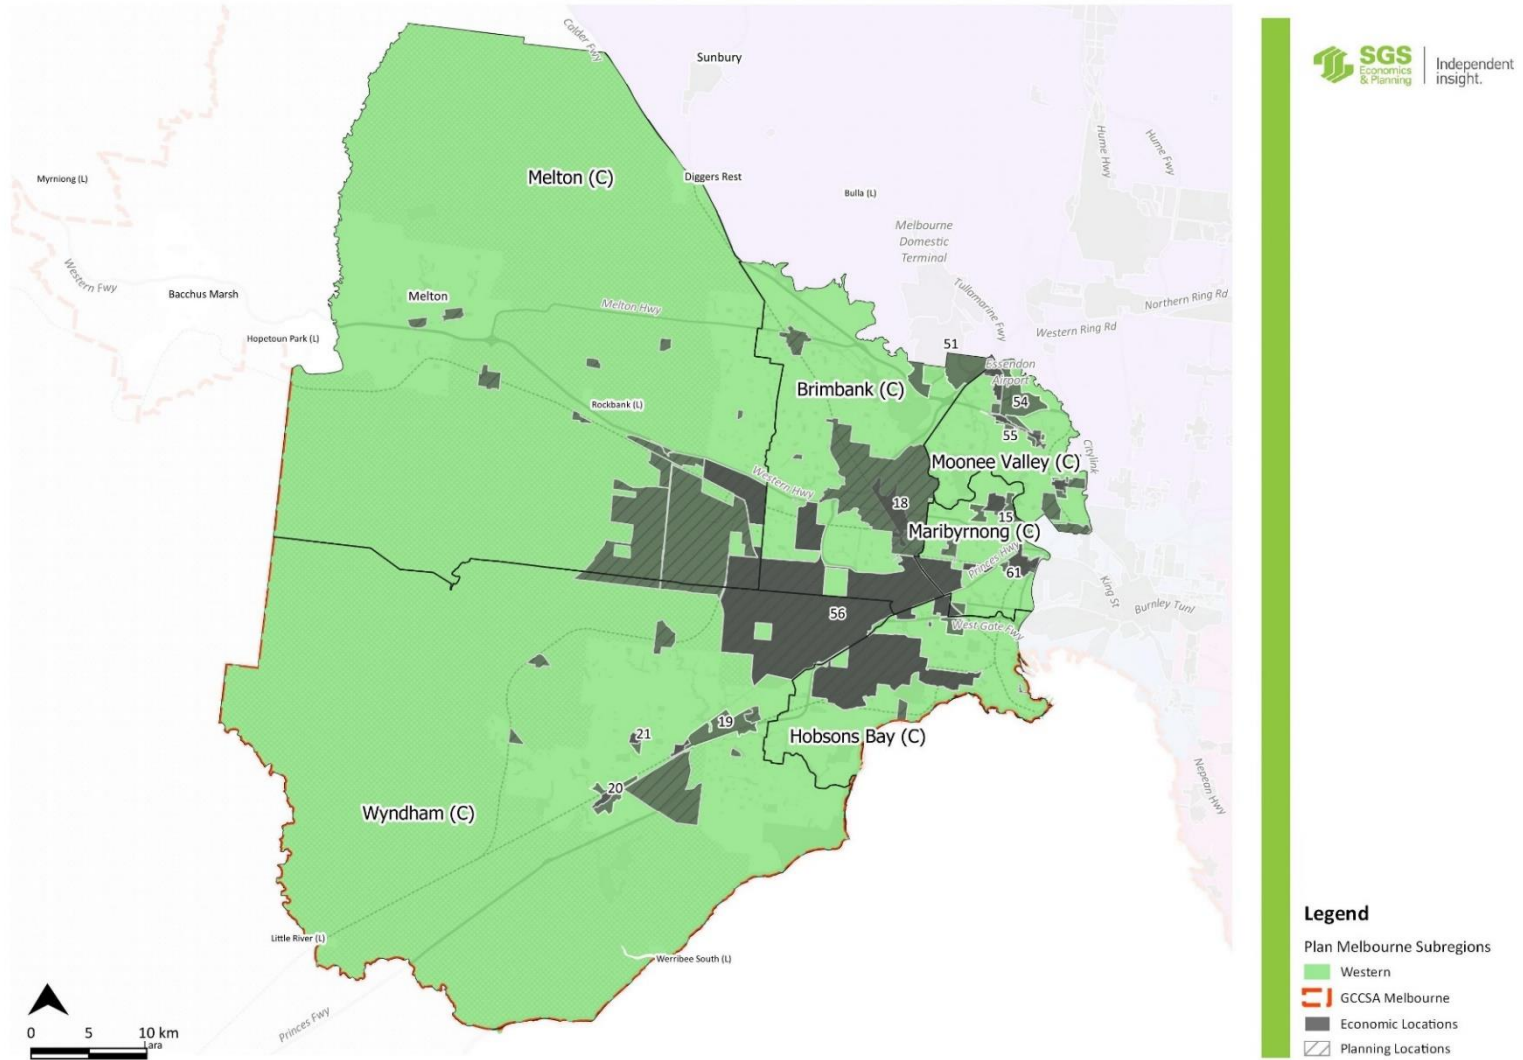 Calder Fwy
Sunbury
SGS
Economics
& Planning
Independent
insight.
Hume Hwy
Hume Fwy
Myrniong (L)
Melton (C)
Diggers Rest
Bulla (L)
Melbourne
Domestic
Terminal
Western Fwy
Bacchus Marsh
Melton
Melton Hwy
Tullamarine Fwy
Northern Ring Rd
Western Ring Rd
Hopetoun Park (L)
51
Essendon
Airport
Brimbank (C)
54
Rockbank (L)
55
Citylink
Moonee Valley (C)
Western Hwy
18
15
Maribyrnong (C)
Princes Hwy
61
King St
Burnley Tunl
56
West Gate Fwy
19
21
Hobsons Bay (C)
20
Nepean Hwy
Wyndham (C)
Little River (L)
Werribee South (L)
Princes Fwy
0 5 10 km
Lara
Legend
Plan Melbourne Subregions
Western
GCCSA Melbourne
Economic Locations
Planning Locations